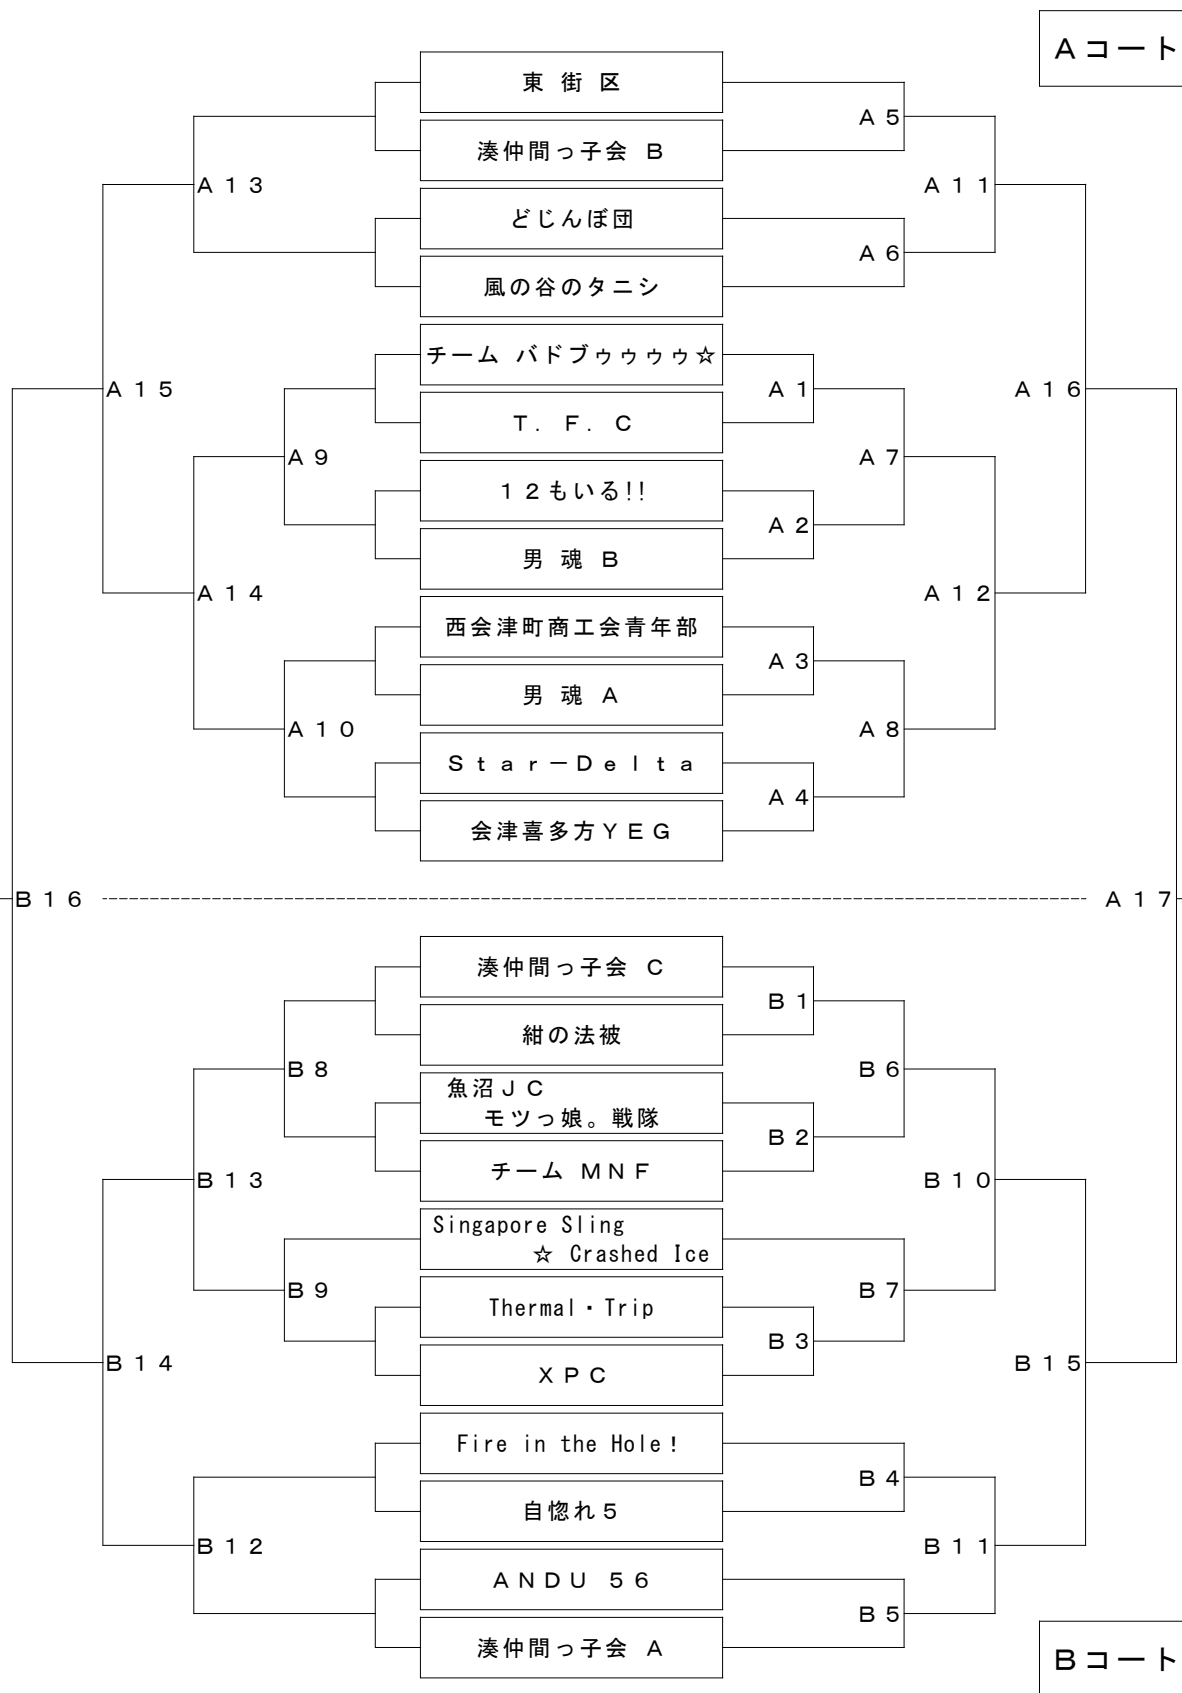 Ａコート
東 街 区
Ａ５
湊仲間っ子会 Ｂ
Ａ１３
Ａ１１
どじんぼ団
Ａ６
風の谷のタニシ
チーム バドブゥゥゥゥ☆
Ａ１５
Ａ１
Ａ１６
Ｔ．Ｆ．Ｃ
Ａ９
Ａ７
１２もいる!!
Ａ２
男 魂 Ｂ
Ａ１４
Ａ１２
西会津町商工会青年部
Ａ３
男 魂 Ａ
Ａ１０
Ａ８
Ｓｔａｒ－Ｄｅｌｔａ
Ａ４
会津喜多方ＹＥＧ
Ｂ１６
Ａ１７
湊仲間っ子会 Ｃ
Ｂ１
紺の法被
Ｂ８
Ｂ６
魚沼ＪＣ
モツっ娘。戦隊
Ｂ２
チーム ＭＮＦ
Ｂ１３
Ｂ１０
Singapore Sling
☆ Crashed Ice
Ｂ９
Ｂ７
Thermal・Trip
Ｂ３
Ｂ１４
Ｂ１５
ＸＰＣ
Fire in the Hole！
Ｂ４
自惚れ５
Ｂ１２
Ｂ１１
ＡＮＤＵ ５６
Ｂ５
湊仲間っ子会 Ａ
Ｂコート